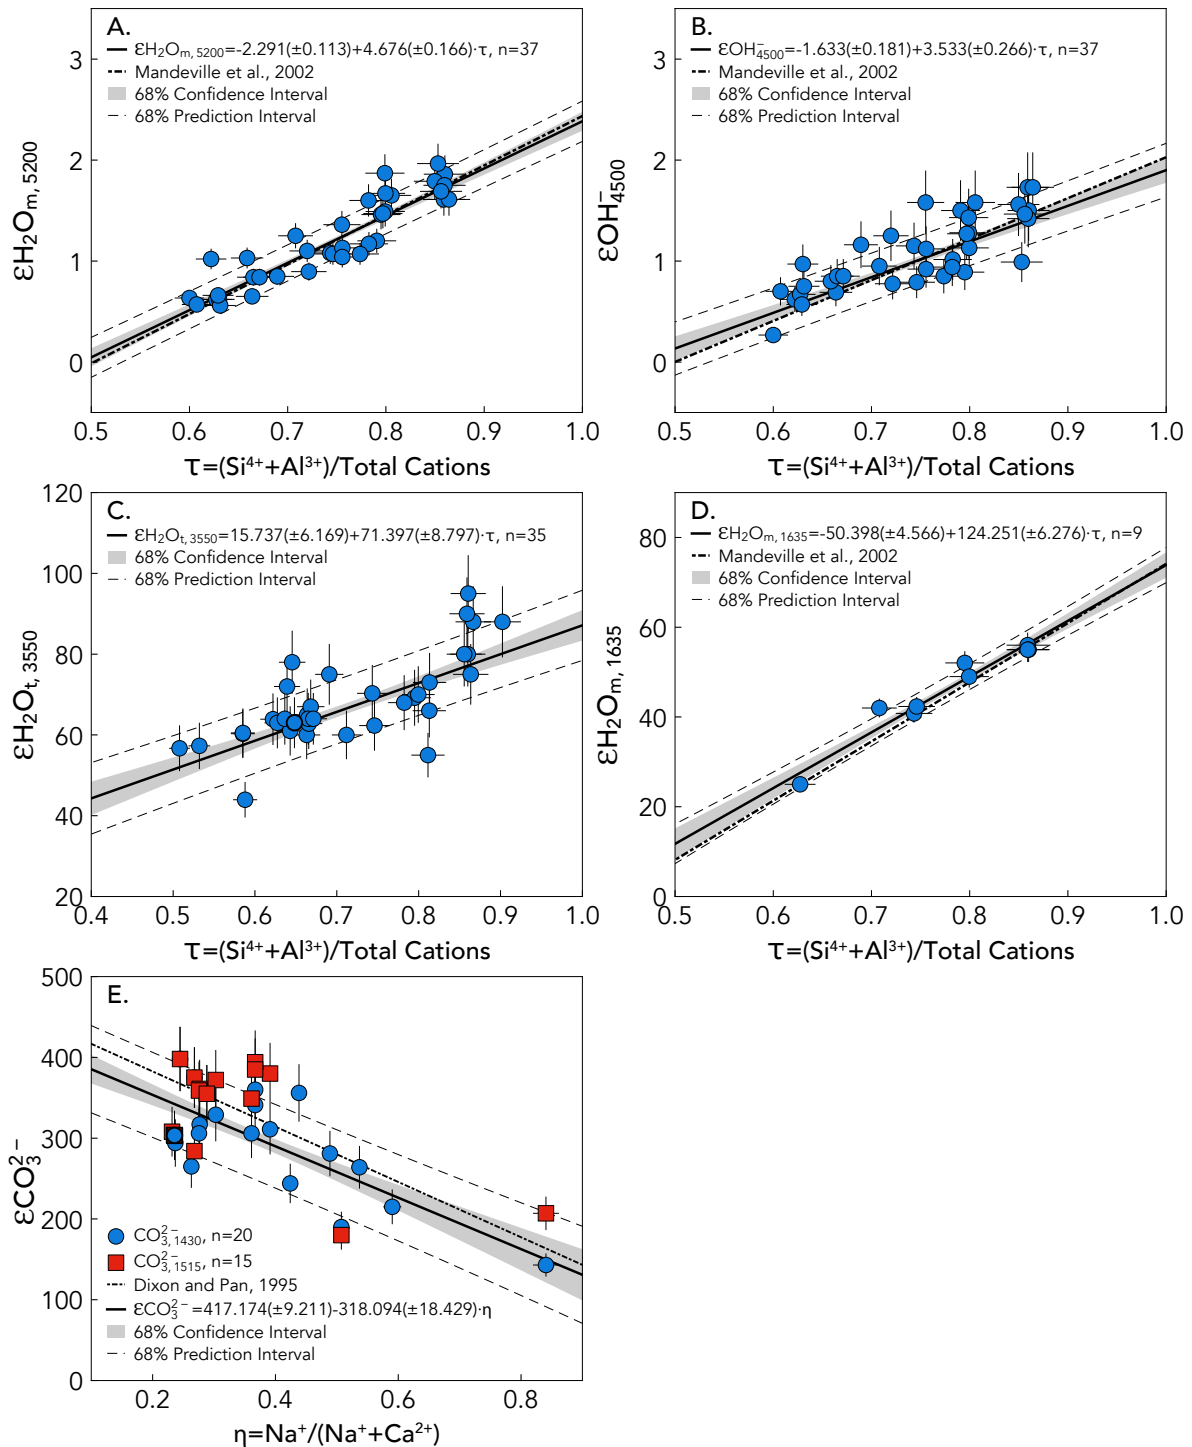 A.
εH₂Oₘ, ₅₂₀₀=-2.291(±0.113)+4.676(±0.166)·τ, n=37
Mandeville et al., 2002
68% Confidence Interval
68% Prediction Interval
3
2
1
0
εH₂Oₘ, ₅₂₀₀
0.5 0.6 0.7 0.8 0.9 1.0
τ=(Si⁴⁺+Al³⁺)/Total Cations
B.
εOH⁻₄₅₀₀=-1.633(±0.181)+3.533(±0.266)·τ, n=37
Mandeville et al., 2002
68% Confidence Interval
68% Prediction Interval
3
2
1
0
εOH⁻₄₅₀₀
0.5 0.6 0.7 0.8 0.9 1.0
τ=(Si⁴⁺+Al³⁺)/Total Cations
C.
εH₂Oₜ, ₃₅₅₀=15.737(±6.169)+71.397(±8.797)·τ, n=35
68% Confidence Interval
68% Prediction Interval
120
100
80
60
40
20
εH₂Oₜ, ₃₅₅₀
0.4 0.5 0.6 0.7 0.8 0.9 1.0
τ=(Si⁴⁺+Al³⁺)/Total Cations
D.
εH₂Oₘ, ₁₆₃₅=-50.398(±4.566)+124.251(±6.276)·τ, n=9
Mandeville et al., 2002
68% Confidence Interval
68% Prediction Interval
80
60
40
20
0
εH₂Oₘ, ₁₆₃₅
0.5 0.6 0.7 0.8 0.9 1.0
τ=(Si⁴⁺+Al³⁺)/Total Cations
E.
500
400
300
200
100
0
εCO₃²⁻
CO₃²⁻, ₁₄₃₀, n=20
CO₃²⁻, ₁₅₁₅, n=15
Dixon and Pan, 1995
εCO₃²⁻=417.174(±9.211)-318.094(±18.429)·η
68% Confidence Interval
68% Prediction Interval
0.2 0.4 0.6 0.8
η=Na⁺/(Na⁺+Ca²⁺)